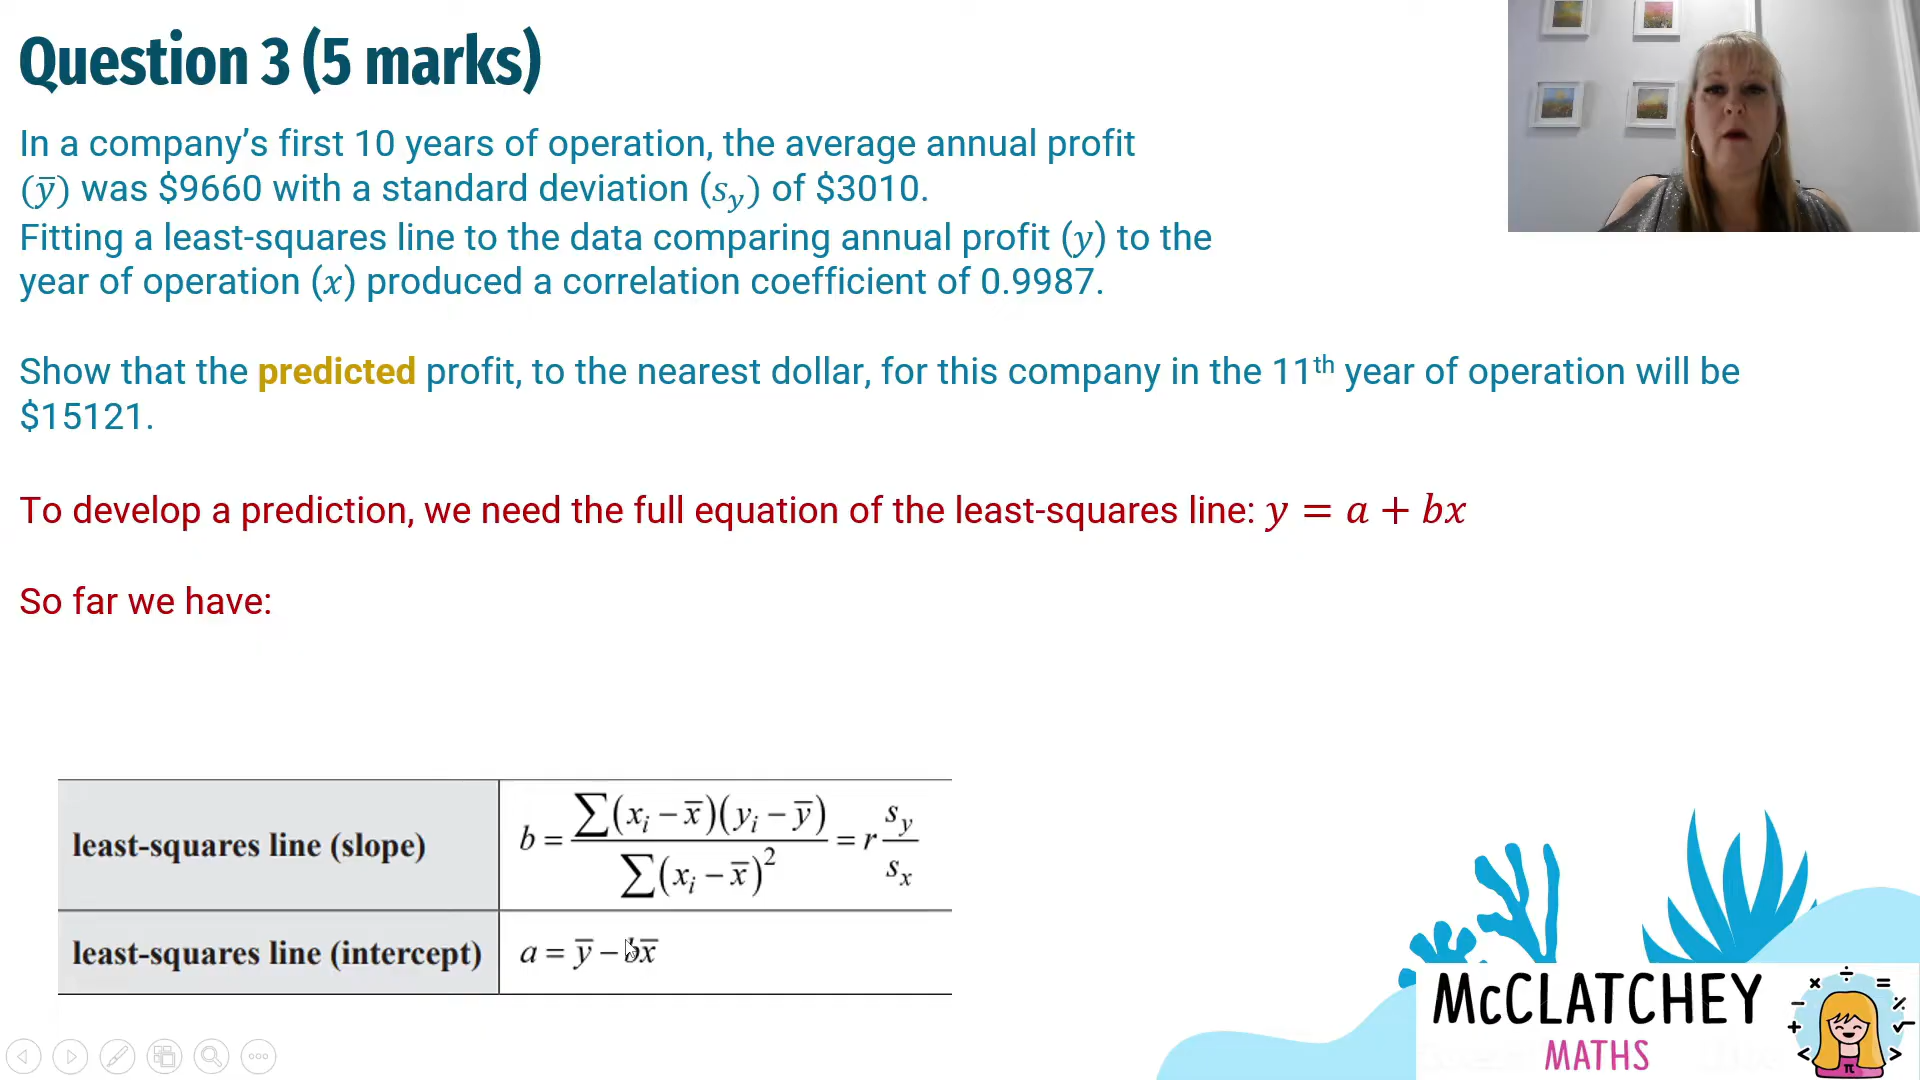 Question 3 (5 marks)
In a company’s first 10 years of operation, the average annual profit
(y̅) was $9660 with a standard deviation (s_y) of $3010.
Fitting a least-squares line to the data comparing annual profit (y) to the
year of operation (x) produced a correlation coefficient of 0.9987.
Show that the predicted profit, to the nearest dollar, for this company in the 11th year of operation will be
$15121.
To develop a prediction, we need the full equation of the least-squares line: y = a + bx
So far we have:
least-squares line (slope) b = ∑(x_i − x̅)(y_i − y̅) / ∑(x_i − x̅)² = r s_y / s_x
least-squares line (intercept) a = y̅ − bx̅
McCLATCHEY
MATHS